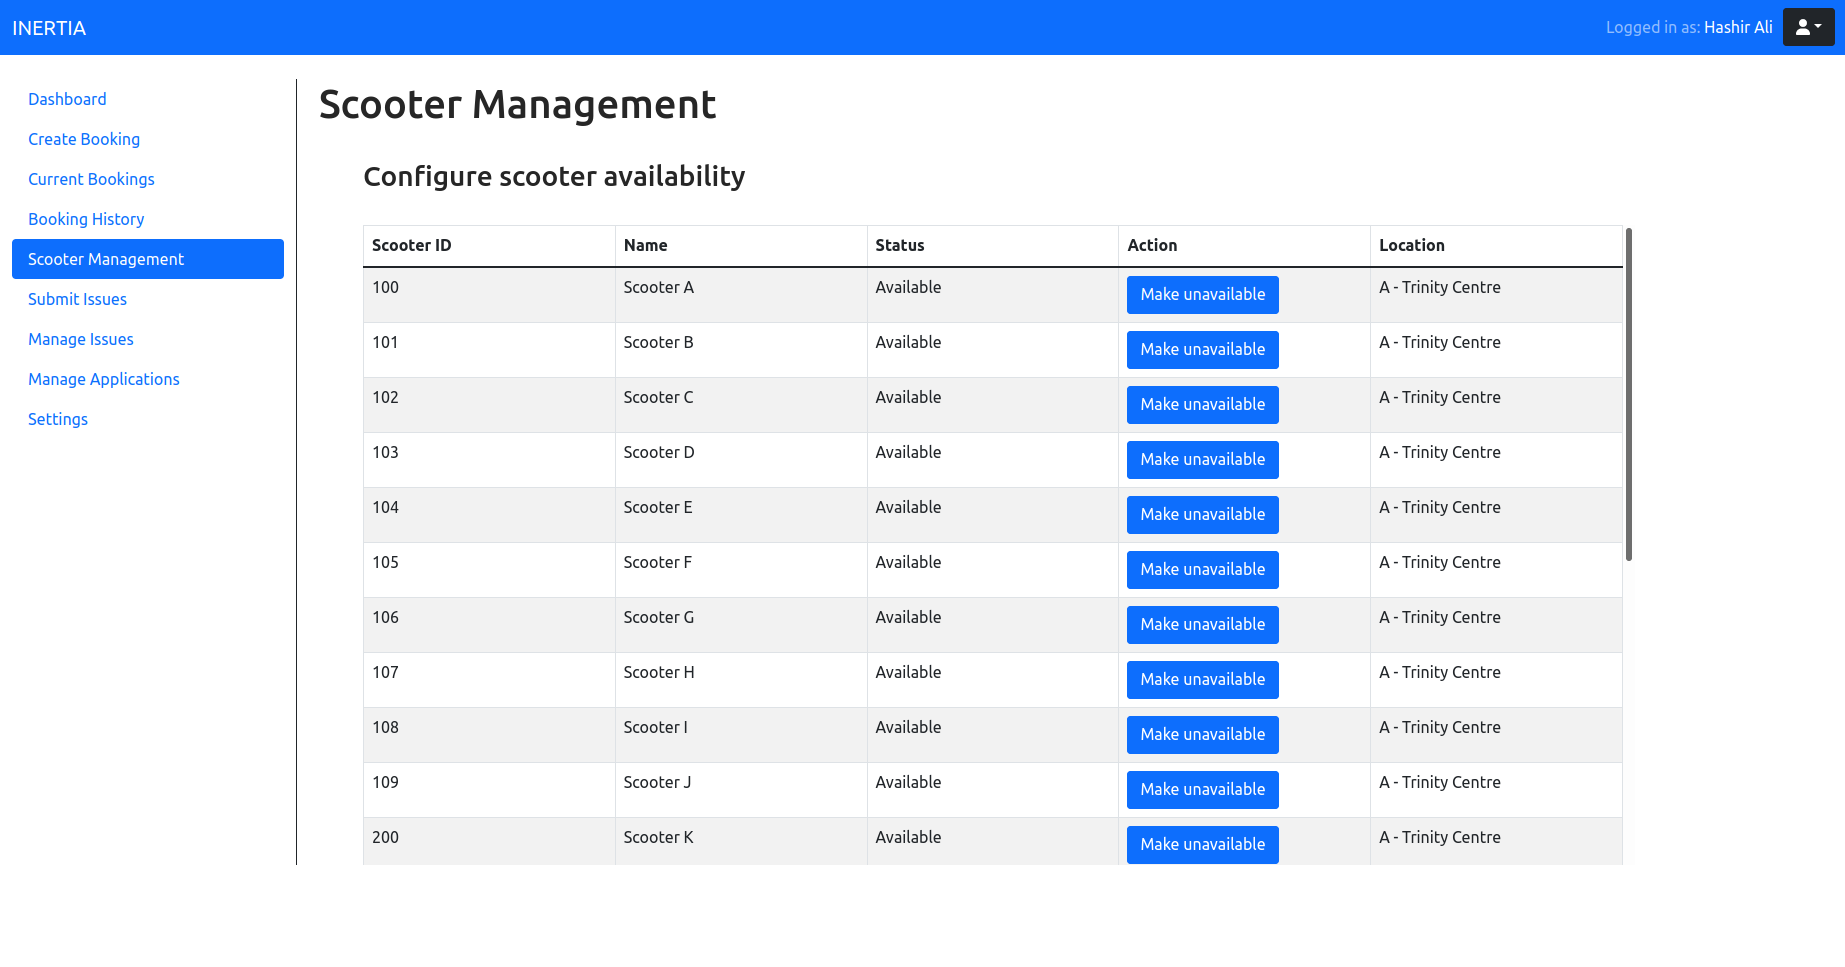 INERTIA
Logged in as: Hashir Ali
Dashboard
Create Booking
Current Bookings
Booking History
Scooter Management
Submit Issues
Manage Issues
Manage Applications
Settings
Scooter Management
Configure scooter availability
Scooter ID Name Status Action Location
100 Scooter A Available Make unavailable A - Trinity Centre
101 Scooter B Available Make unavailable A - Trinity Centre
102 Scooter C Available Make unavailable A - Trinity Centre
103 Scooter D Available Make unavailable A - Trinity Centre
104 Scooter E Available Make unavailable A - Trinity Centre
105 Scooter F Available Make unavailable A - Trinity Centre
106 Scooter G Available Make unavailable A - Trinity Centre
107 Scooter H Available Make unavailable A - Trinity Centre
108 Scooter I Available Make unavailable A - Trinity Centre
109 Scooter J Available Make unavailable A - Trinity Centre
200 Scooter K Available Make unavailable A - Trinity Centre